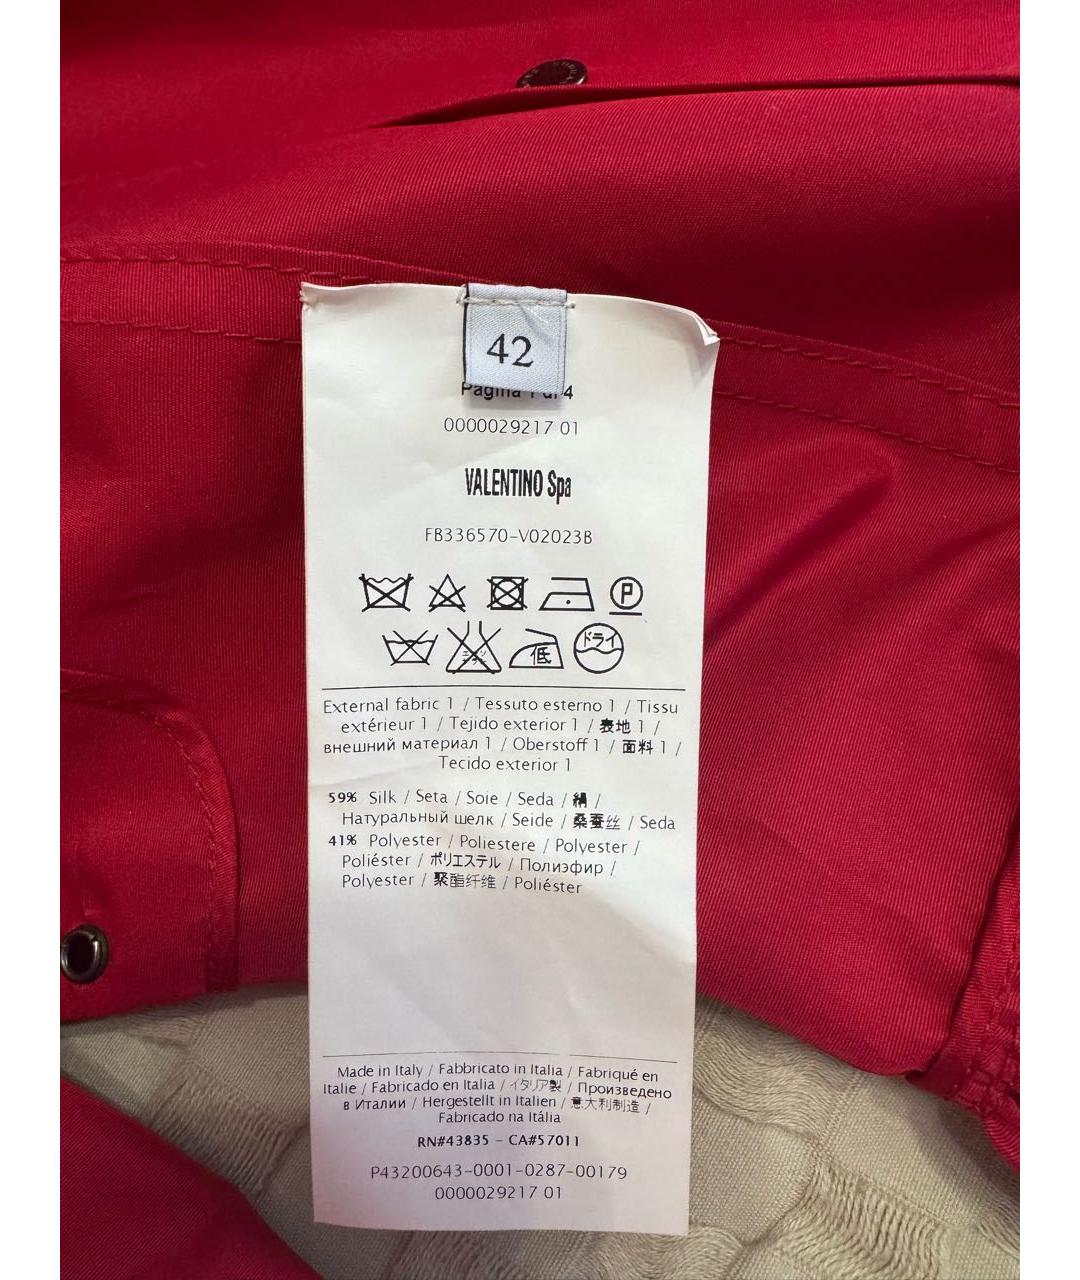 42
Pagina 1 di 4
0000029217 01
VALENTINO Spa
FB336570-V02023B
P
ドライ
低
External fabric 1 / Tessuto esterno 1 / Tissu
extérieur 1 / Tejido exterior 1 / 表地 1 /
внешний материал 1 / Oberstoff 1 / 面料 1 /
Tecido exterior 1
59% Silk / Seta / Soie / Seda / 絹 /
Натуральный шелк / Seide / 桑蚕丝 / Seda
41% Polyester / Poliestere / Polyester /
Poliéster / ポリエステル / Полиэфир /
Polyester / 聚酯纤维 / Poliéster
Made in Italy / Fabbricato in Italia / Fabriqué en
Italie / Fabricado en Italia / イタリア製 / Произведено
в Италии / Hergestellt in Italien / 意大利制造 /
Fabricado na Itália
RN#43835 - CA#57011
P43200643-0001-0287-00179
0000029217 01